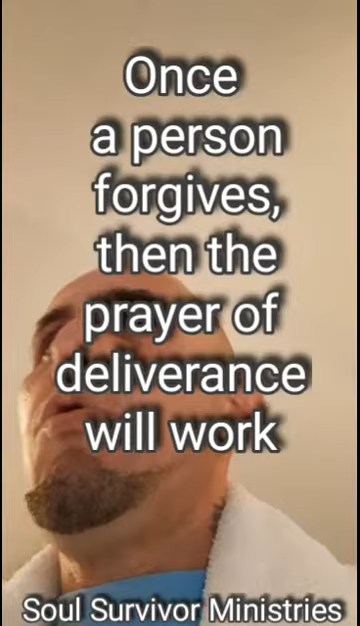 Once
a person
forgives,
then the
prayer of
deliverance
will work
Soul Survivor Ministries